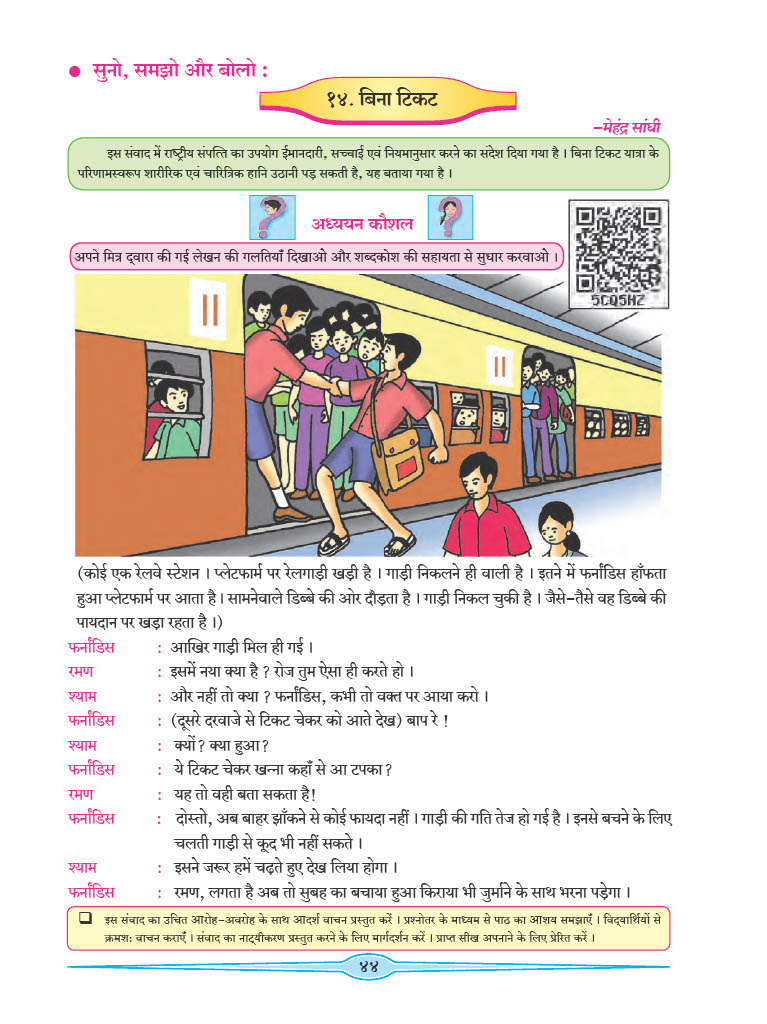 ● सुनो, समझो और बोलो :
१४. बिना टिकट
–मेहंद्र सांघी
इस संवाद में राष्ट्रीय संपत्ति का उपयोग ईमानदारी, सच्चाई एवं नियमानुसार करने का संदेश दिया गया है । बिना टिकट यात्रा के
परिणामस्वरूप शारीरिक एवं चारित्रिक हानि उठानी पड़ सकती है, यह बताया गया है ।
अध्ययन कौशल
अपने मित्र द्वारा की गई लेखन की गलतियाँ दिखाओ और शब्दकोश की सहायता से सुधार करवाओ ।
5CQ5HZ
II
II
(कोई एक रेलवे स्टेशन । प्लेटफार्म पर रेलगाड़ी खड़ी है । गाड़ी निकलने ही वाली है । इतने में फर्नांडिस हाँफता
हुआ प्लेटफार्म पर आता है। सामनेवाले डिब्बे की ओर दौड़ता है । गाड़ी निकल चुकी है । जैसे–तैसे वह डिब्बे की
पायदान पर खड़ा रहता है ।)
फर्नांडिस : आखिर गाड़ी मिल ही गई ।
रमण : इसमें नया क्या है ? रोज तुम ऐसा ही करते हो ।
श्याम : और नहीं तो क्या ? फर्नांडिस, कभी तो वक्त पर आया करो ।
फर्नांडिस : (दूसरे दरवाजे से टिकट चेकर को आते देख) बाप रे !
श्याम : क्यों ? क्या हुआ ?
फर्नांडिस : ये टिकट चेकर खन्ना कहाँ से आ टपका ?
रमण : यह तो वही बता सकता है!
फर्नांडिस : दोस्तो, अब बाहर झाँकने से कोई फायदा नहीं । गाड़ी की गति तेज हो गई है । इनसे बचने के लिए
चलती गाड़ी से कूद भी नहीं सकते ।
श्याम : इसने जरूर हमें चढ़ते हुए देख लिया होगा ।
फर्नांडिस : रमण, लगता है अब तो सुबह का बचाया हुआ किराया भी जुर्माने के साथ भरना पड़ेगा ।
❑ इस संवाद का उचित आरोह–अवरोह के साथ आदर्श वाचन प्रस्तुत करें । प्रश्नोतर के माध्यम से पाठ का आशय समझाएँ । विद्यार्थियों से
क्रमशः वाचन कराएँ । संवाद का नाट्यीकरण प्रस्तुत करने के लिए मार्गदर्शन करें । प्राप्त सीख अपनाने के लिए प्रेरित करें ।
४४